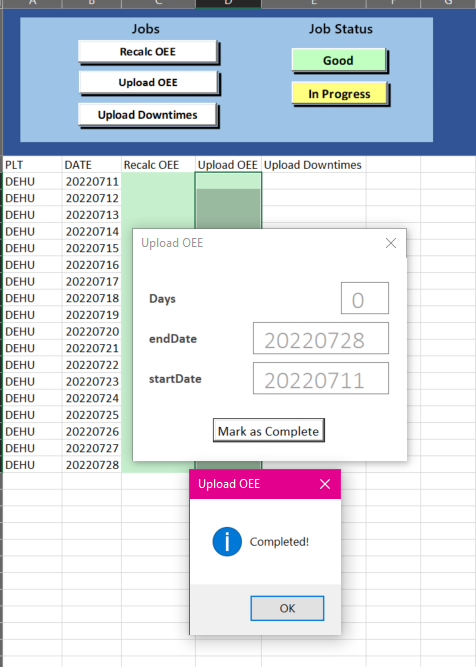 A B C D E F G
Jobs Job Status
Recalc OEE Good
Upload OEE In Progress
Upload Downtimes
PLT DATE Recalc OEE Upload OEE Upload Downtimes
DEHU 20220711
DEHU 20220712
DEHU 20220713
DEHU 20220714
DEHU 20220715
DEHU 20220716
DEHU 20220717
DEHU 20220718
DEHU 20220719
DEHU 20220720
DEHU 20220721
DEHU 20220722
DEHU 20220723
DEHU 20220724
DEHU 20220725
DEHU 20220726
DEHU 20220727
DEHU 20220728
Upload OEE
Days 0
endDate 20220728
startDate 20220711
Mark as Complete
Upload OEE
Completed!
OK